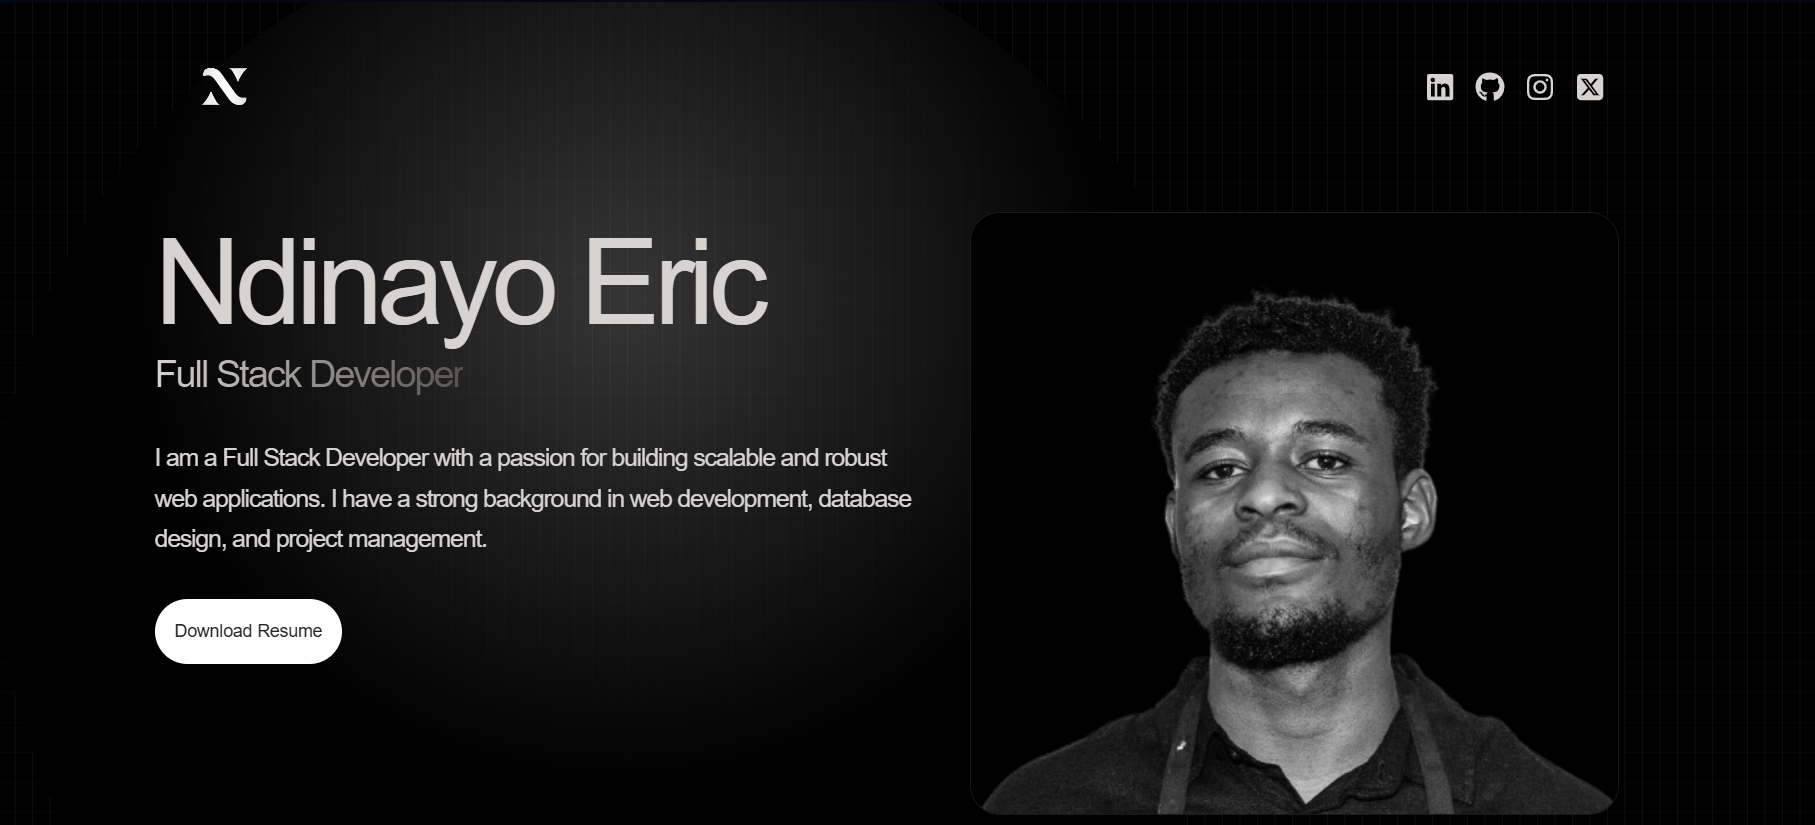 Ndinayo Eric
Full Stack Developer
I am a Full Stack Developer with a passion for building scalable and robust
web applications. I have a strong background in web development, database
design, and project management.
Download Resume